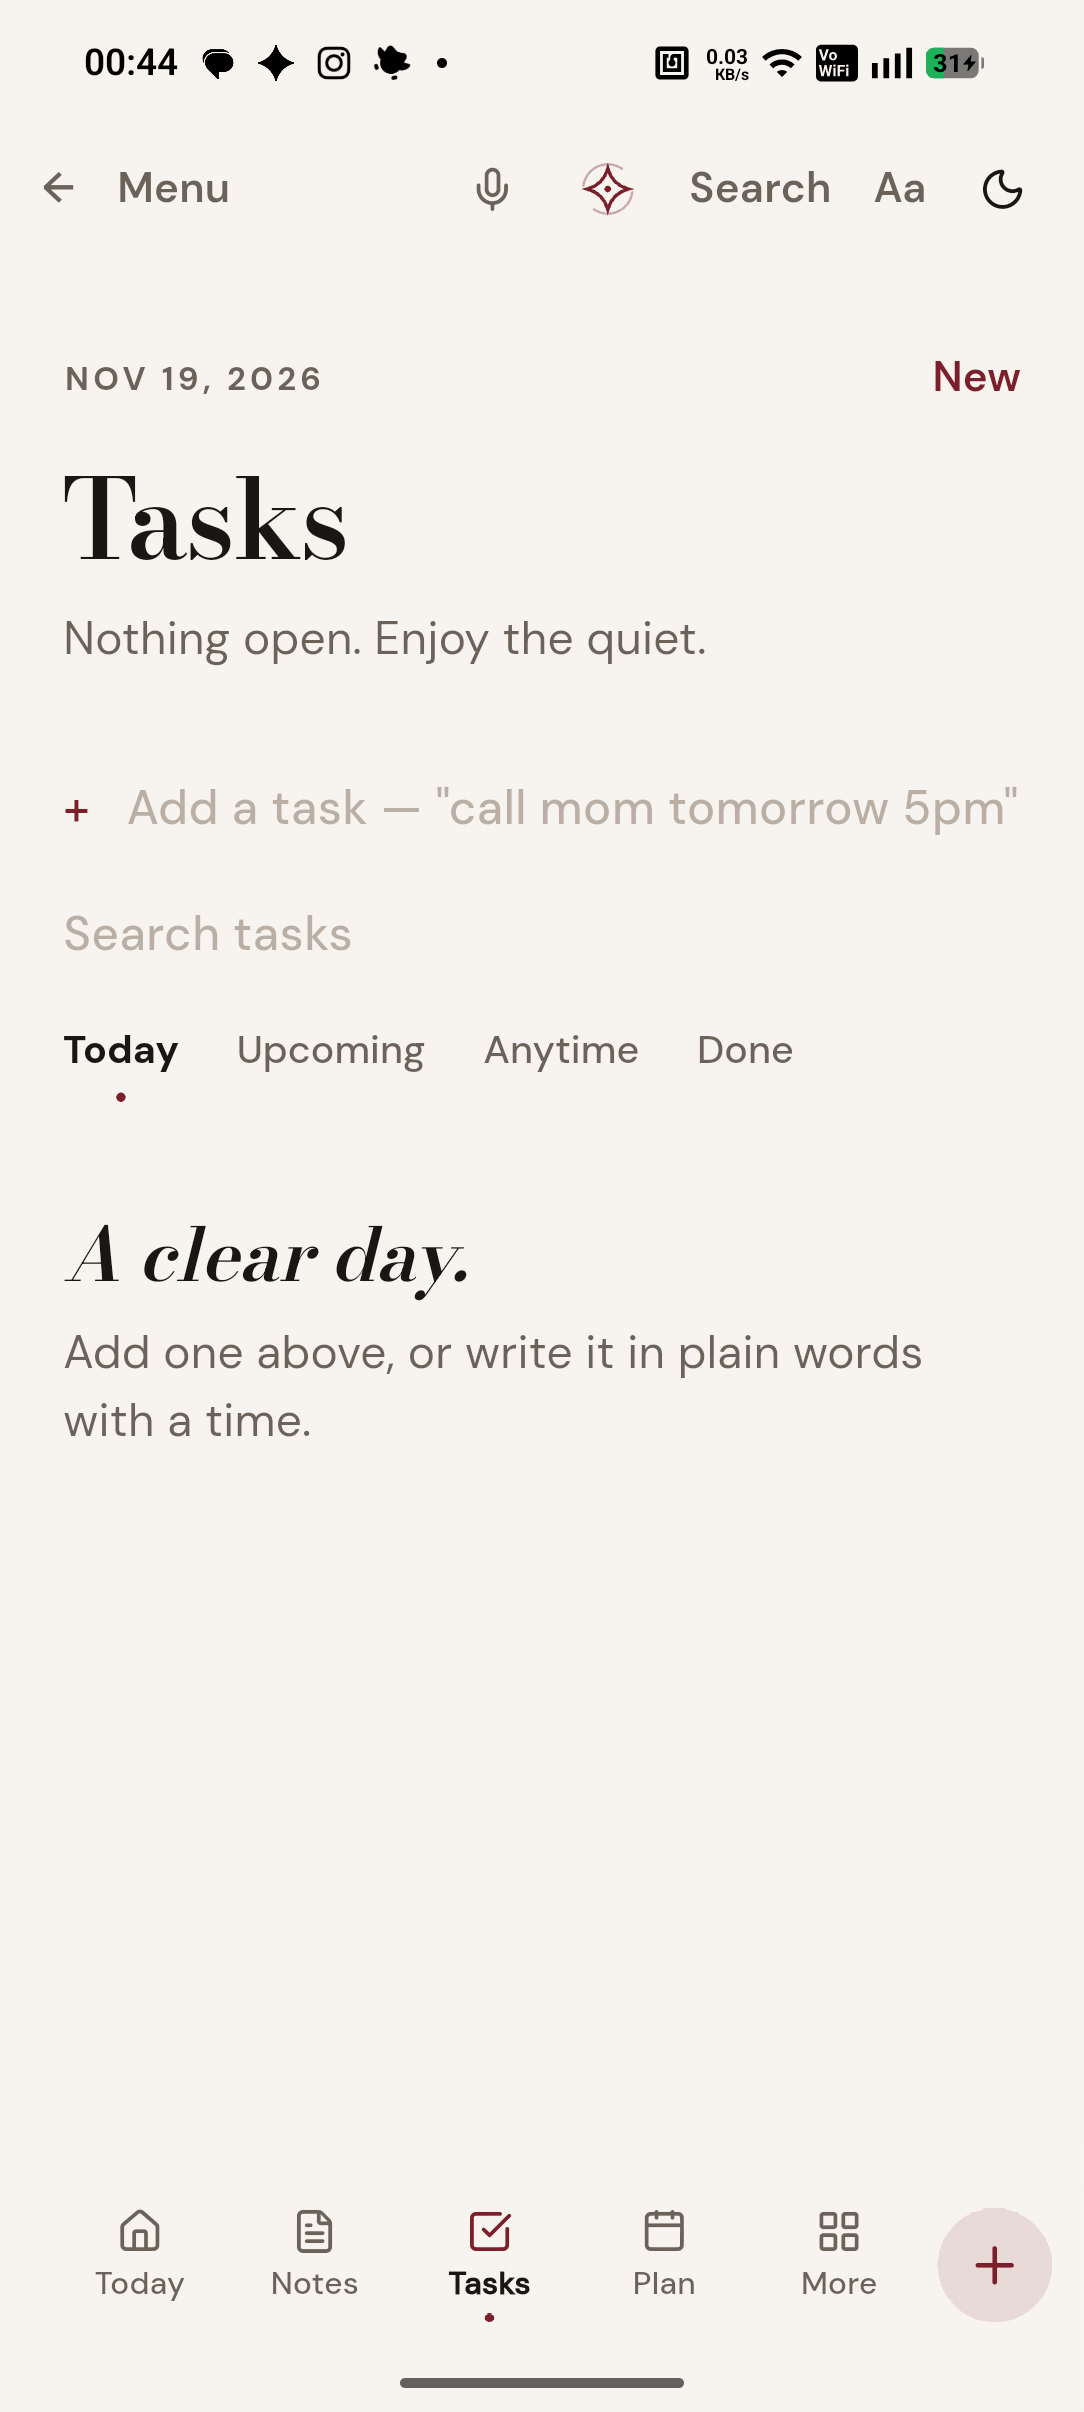 00:44
0.03 KB/s
Vo WiFi
31
Menu
Search
Aa
NOV 19, 2026
New
Tasks
Nothing open. Enjoy the quiet.
+ Add a task — "call mom tomorrow 5pm"
Search tasks
Today Upcoming Anytime Done
A clear day.
Add one above, or write it in plain words
with a time.
Today Notes Tasks Plan More